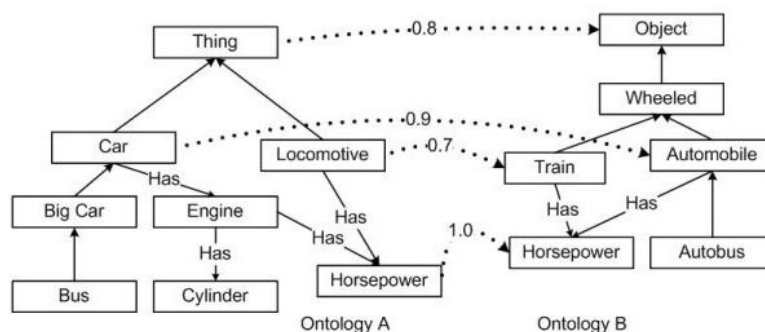 Thing
0.8
Object
Wheeled
0.9
Car
Locomotive
0.7
Train
Automobile
Has
Big Car
Engine
Has
Has
Has
Has
Has
1.0
Horsepower
Horsepower
Autobus
Bus
Cylinder
Ontology A
Ontology B